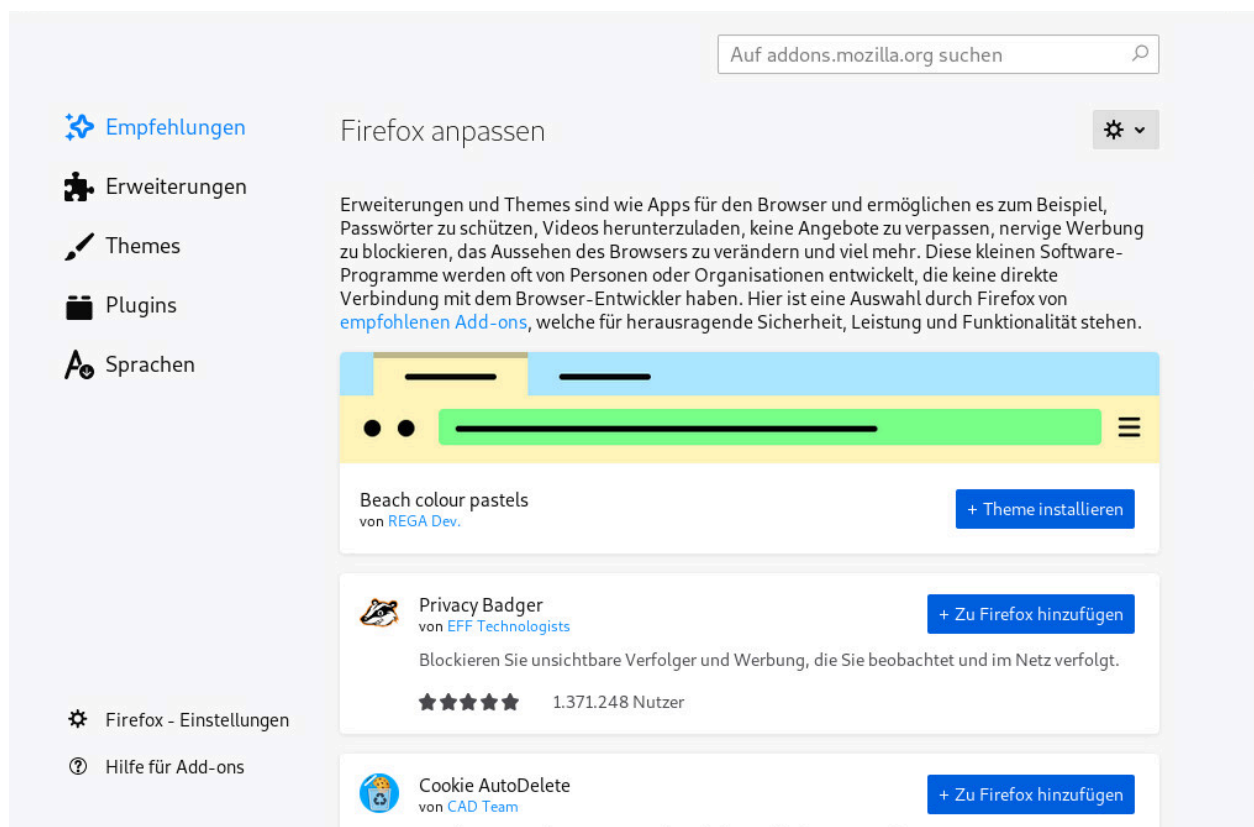 Auf addons.mozilla.org suchen
Empfehlungen
Erweiterungen
Themes
Plugins
Sprachen
Firefox - Einstellungen
Hilfe für Add-ons
Firefox anpassen
Erweiterungen und Themes sind wie Apps für den Browser und ermöglichen es zum Beispiel,
Passwörter zu schützen, Videos herunterzuladen, keine Angebote zu verpassen, nervige Werbung
zu blockieren, das Aussehen des Browsers zu verändern und viel mehr. Diese kleinen Software-
Programme werden oft von Personen oder Organisationen entwickelt, die keine direkte
Verbindung mit dem Browser-Entwickler haben. Hier ist eine Auswahl durch Firefox von
empfohlenen Add-ons, welche für herausragende Sicherheit, Leistung und Funktionalität stehen.
Beach colour pastels
von REGA Dev.
+ Theme installieren
Privacy Badger
von EFF Technologists
+ Zu Firefox hinzufügen
Blockieren Sie unsichtbare Verfolger und Werbung, die Sie beobachtet und im Netz verfolgt.
1.371.248 Nutzer
Cookie AutoDelete
von CAD Team
+ Zu Firefox hinzufügen